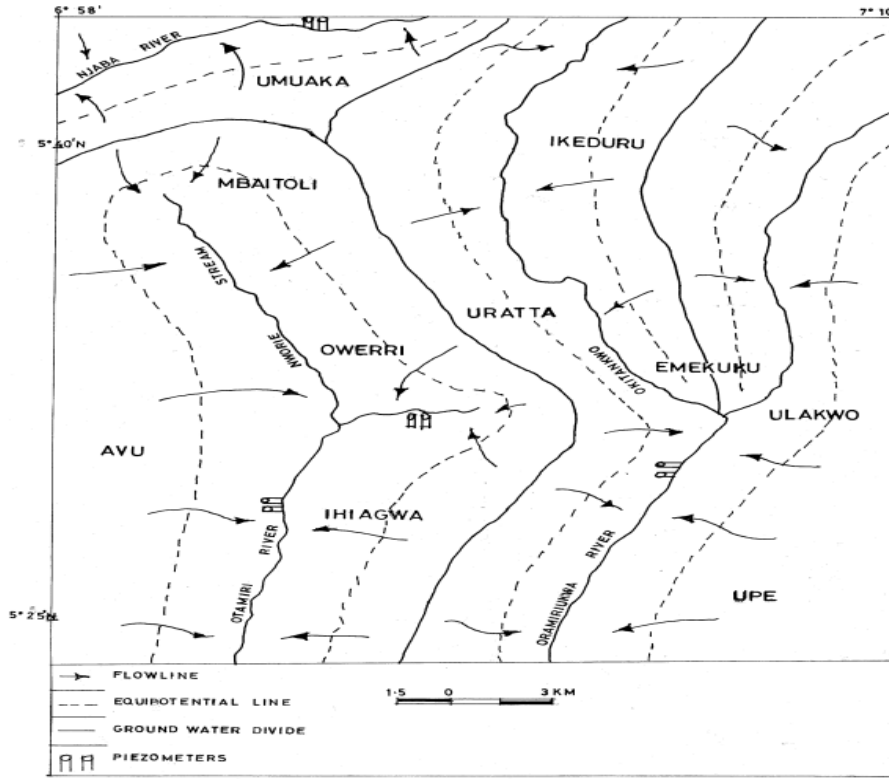 6° 58'
7° 10
NJABA RIVER
UMUAKA
5° 40'N
IKEDURU
MBAITOLI
NWORIE STREAM
URATTA
OWERRI
OKITANKWO
EMEKUKU
ULAKWO
AVU
IHIAGWA
OTAMIRI RIVER
ORAMIRIUKWA RIVER
UPE
5° 25'N
FLOWLINE
1·5 0 3 KM
EQUIPOTENTIAL LINE
GROUND WATER DIVIDE
PIEZOMETERS